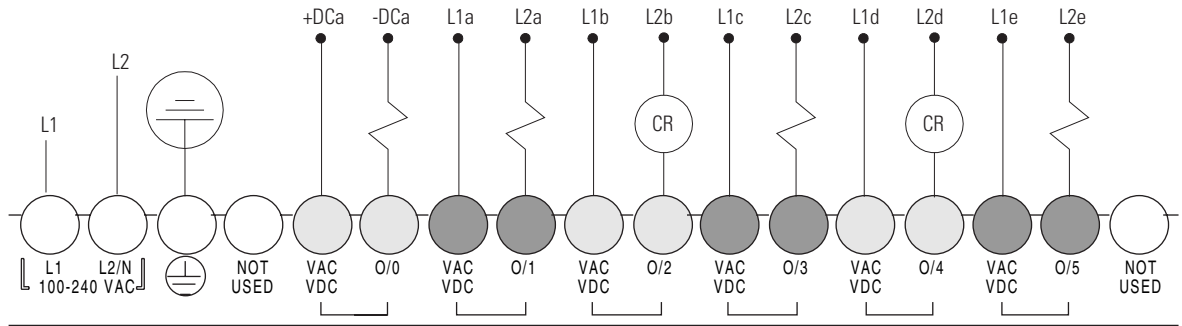 +DCa -DCa L1a L2a L1b L2b L1c L2c L1d L2d L1e L2e
L2
L1
CR CR
L1 L2/N NOT VAC O/0 VAC O/1 VAC O/2 VAC O/3 VAC O/4 VAC O/5 NOT
100-240 VAC USED VDC VDC VDC VDC VDC VDC USED